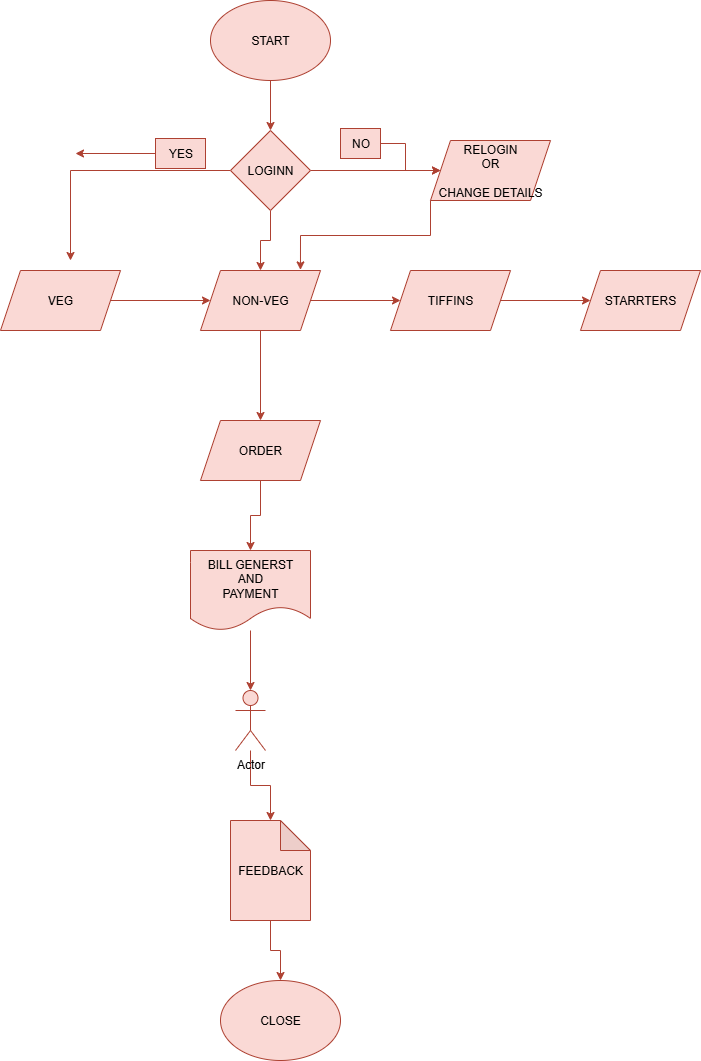 START
YES
NO
LOGINN
RELOGIN
OR
CHANGE DETAILS
VEG
NON-VEG
TIFFINS
STARRTERS
ORDER
BILL GENERST
AND
PAYMENT
Actor
FEEDBACK
CLOSE